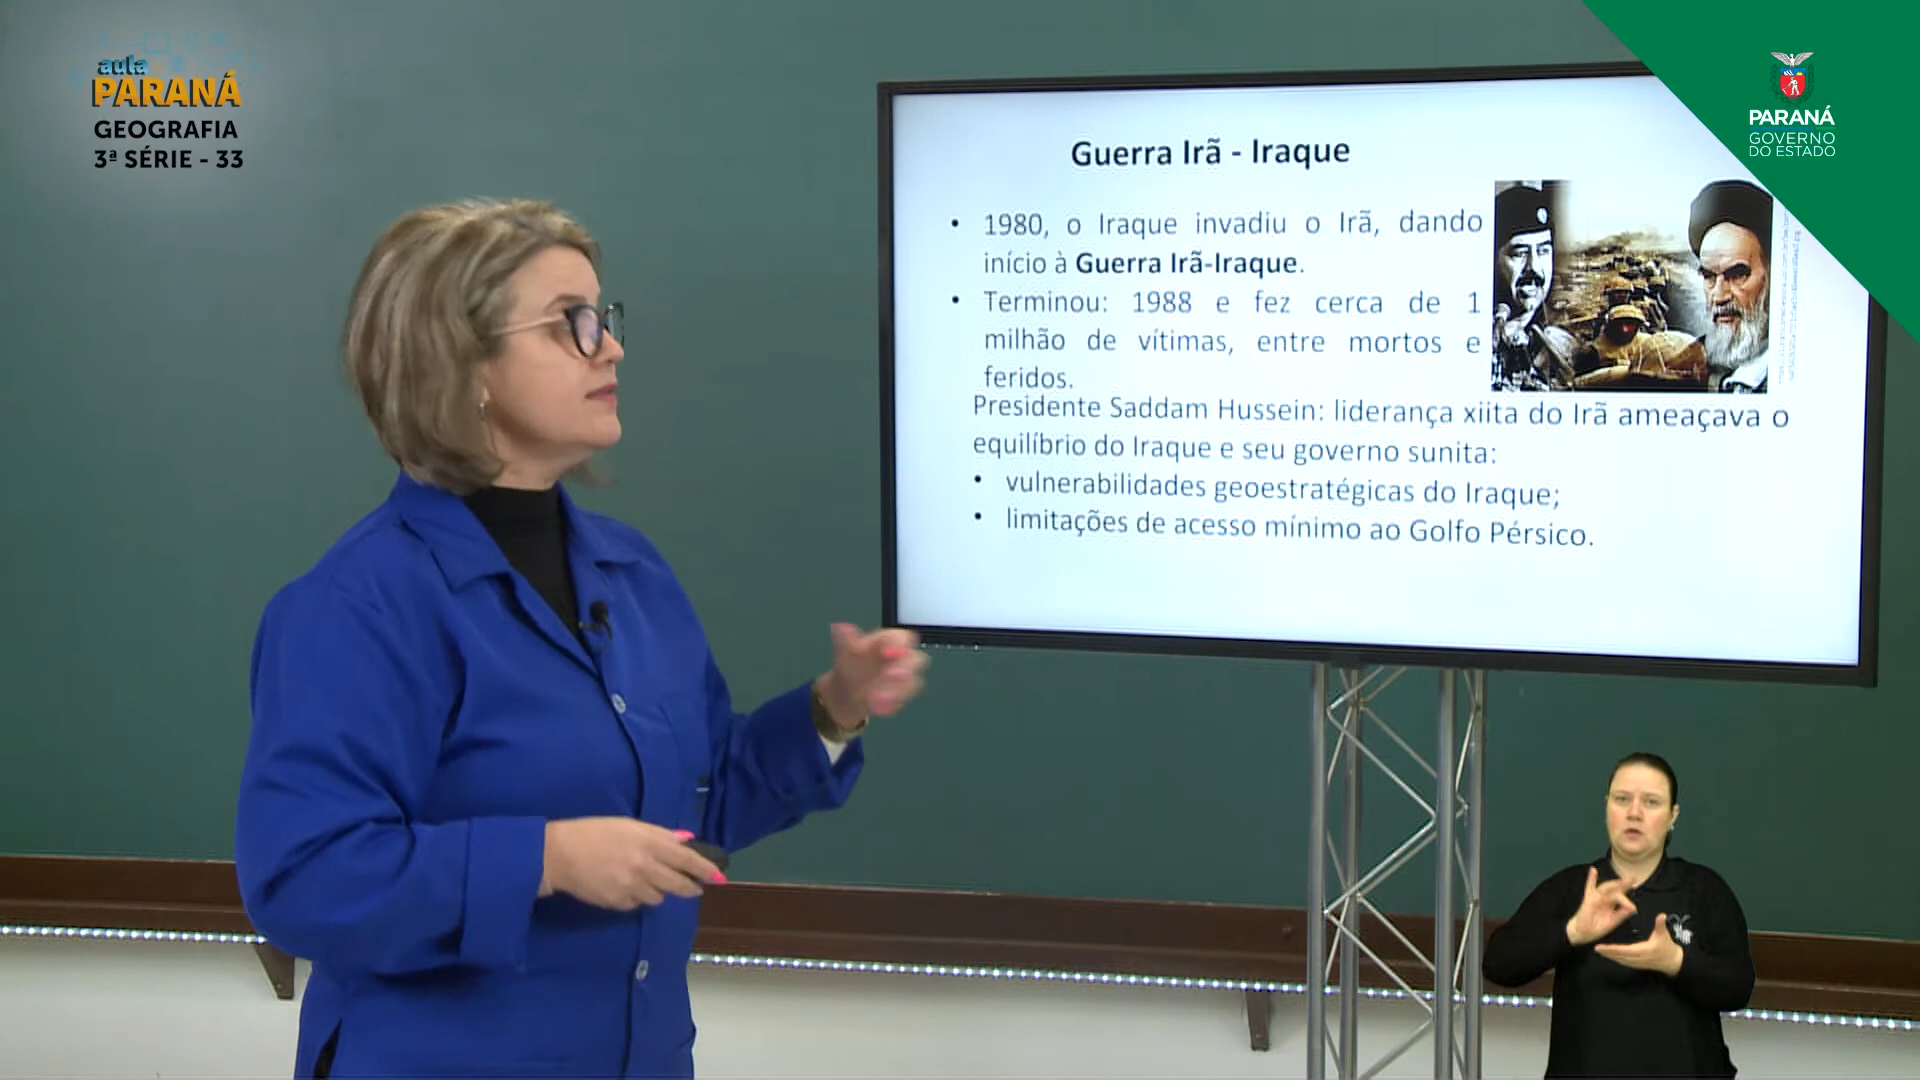 aula
PARANÁ
GEOGRAFIA
3ª SÉRIE - 33
PARANÁ
GOVERNO
DO ESTADO
Guerra Irã - Iraque
• 1980, o Iraque invadiu o Irã, dando
início à Guerra Irã-Iraque.
• Terminou: 1988 e fez cerca de 1
milhão de vítimas, entre mortos e
feridos.
Presidente Saddam Hussein: liderança xiita do Irã ameaçava o
equilíbrio do Iraque e seu governo sunita:
• vulnerabilidades geoestratégicas do Iraque;
• limitações de acesso mínimo ao Golfo Pérsico.